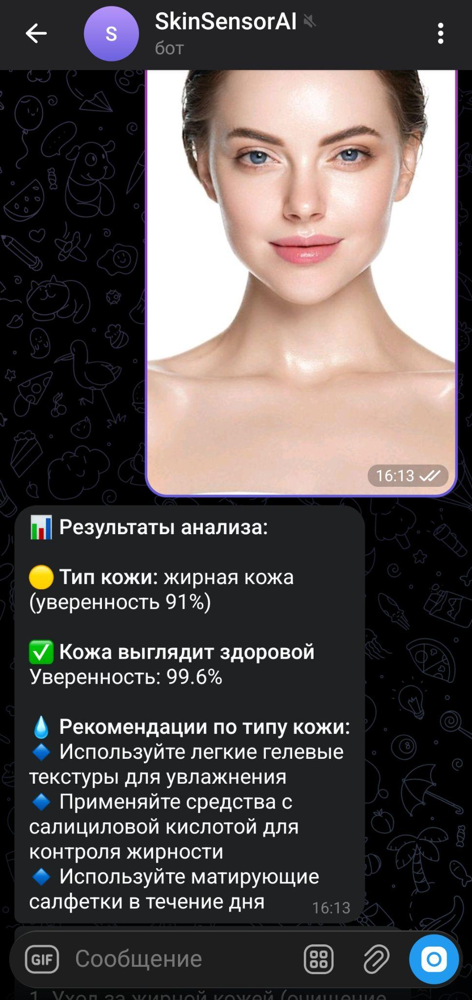 SkinSensorAI
бот
S
16:13
Результаты анализа:
Тип кожи: жирная кожа
(уверенность 91%)
Кожа выглядит здоровой
Уверенность: 99.6%
Рекомендации по типу кожи:
Используйте легкие гелевые
текстуры для увлажнения
Применяйте средства с
салициловой кислотой для
контроля жирности
Используйте матирующие
салфетки в течение дня
16:13
GIF Сообщение
1. Уход за жирной кожей (очищение